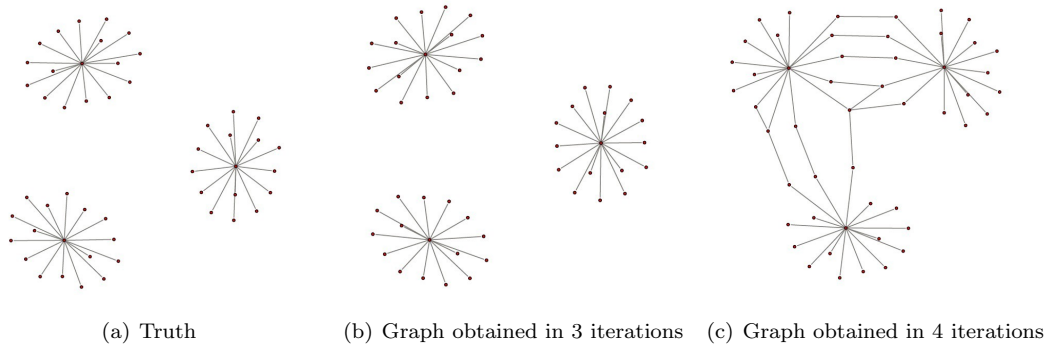 (a) Truth
(b) Graph obtained in 3 iterations
(c) Graph obtained in 4 iterations